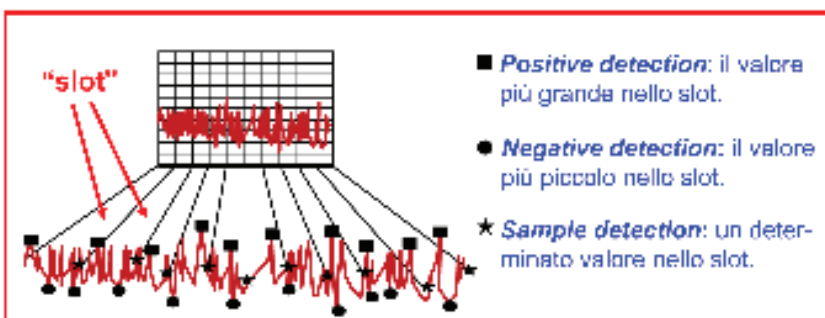 "slot"
Positive detection: il valore
più grande nello slot.
Negative detection: il valore
più piccolo nello slot.
Sample detection: un deter-
minato valore nello slot.